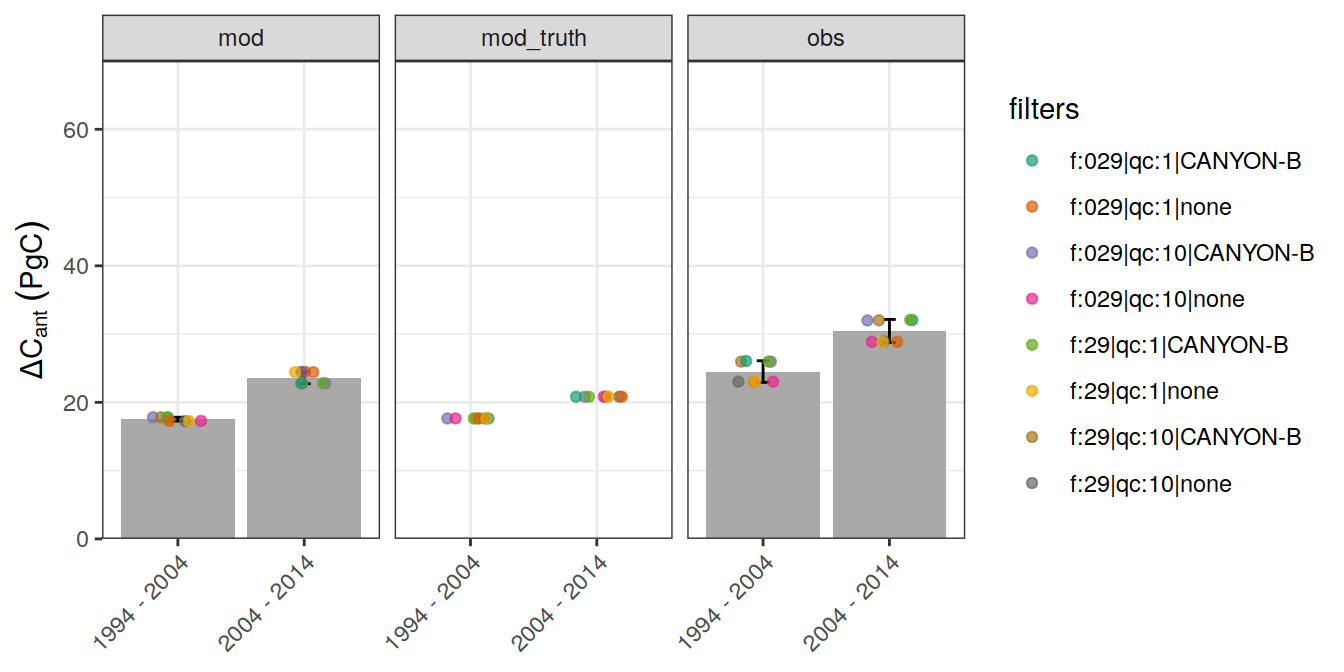 mod
mod_truth
obs
60
40
20
0
ΔCant (PgC)
1994 - 2004
2004 - 2014
1994 - 2004
2004 - 2014
1994 - 2004
2004 - 2014
filters
f:029|qc:1|CANYON-B
f:029|qc:1|none
f:029|qc:10|CANYON-B
f:029|qc:10|none
f:29|qc:1|CANYON-B
f:29|qc:1|none
f:29|qc:10|CANYON-B
f:29|qc:10|none